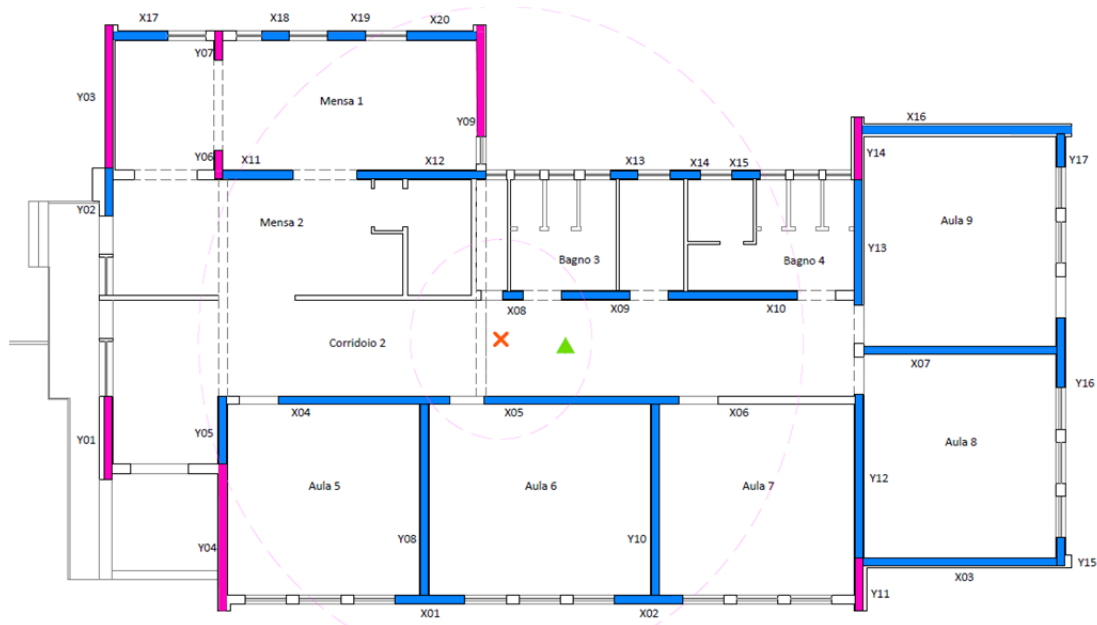 X17 X18 X19 X20
Y07
Y03 Mensa 1
Y09 X16
Y06 X11 X12 X13 X14 X15 Y14 Y17
Y02 Mensa 2 Aula 9
Y13
Bagno 3 Bagno 4
X08 X09 X10
Corridoio 2
X07
Y16
X04 X05 X06
Y01 Y05 Aula 8
Aula 5 Aula 6 Aula 7 Y12
Y04 Y08 Y10
Y15
X03
Y11
X01 X02